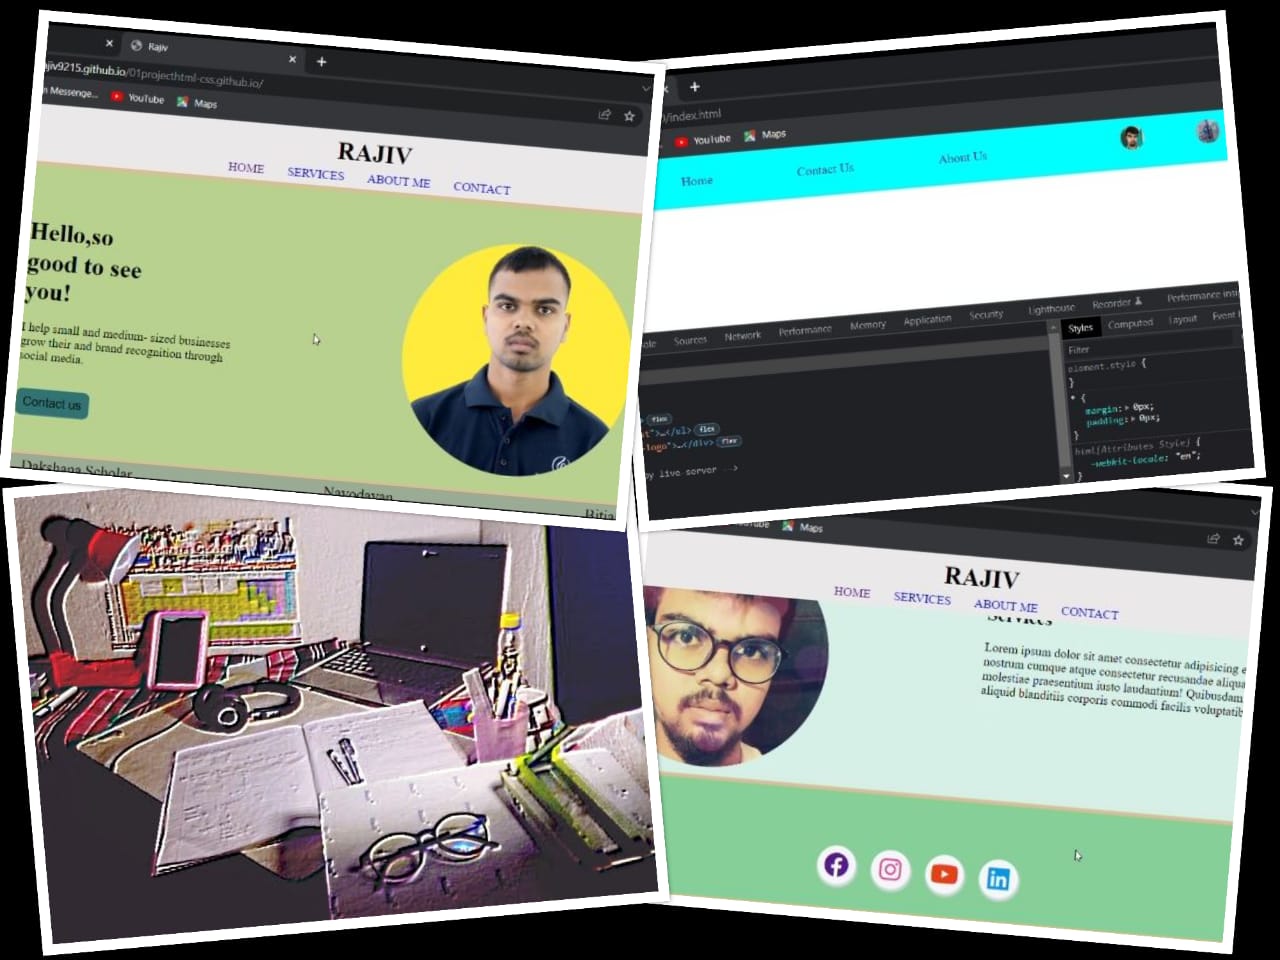 Rajiv
jiv9215.github.io/01projecthtml-css.github.io/
Messenge...
YouTube
Maps
RAJIV
HOME
SERVICES
ABOUT ME
CONTACT
Hello,so
good to see
you!
I help small and medium- sized businesses
grow their and brand recognition through
social media.
Contact us
Dakshana Scholar
Navodayan
/index.html
YouTube
Maps
Home
Contact Us
About Us
Sources
Network
Performance
Memory
Application
Security
Lighthouse
Recorder
Performance insi
Styles
Computed
Layout
Event
Filter
element.style {
}
* {
margin: 0px;
padding: 0px;
}
html[Attributes Style] {
-webkit-locale: "en";
}
flex
">…</ul> flex
-logo">…</div> flex
by live-server -->
Maps
RAJIV
HOME
SERVICES
ABOUT ME
CONTACT
Services
Lorem ipsum dolor sit amet consectetur adipisicing e
nostrum cumque atque consectetur recusandae aliqua
molestiae praesentium iusto laudantium! Quibusdam
aliquid blanditiis corporis commodi facilis voluptatib